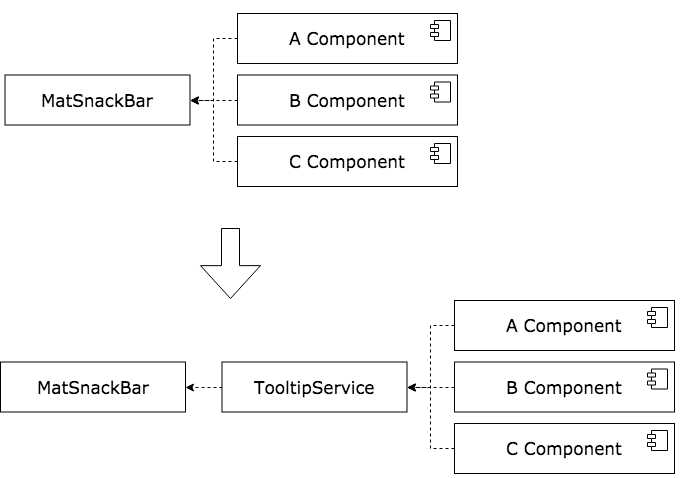 A Component
MatSnackBar
B Component
C Component
A Component
MatSnackBar
TooltipService
B Component
C Component